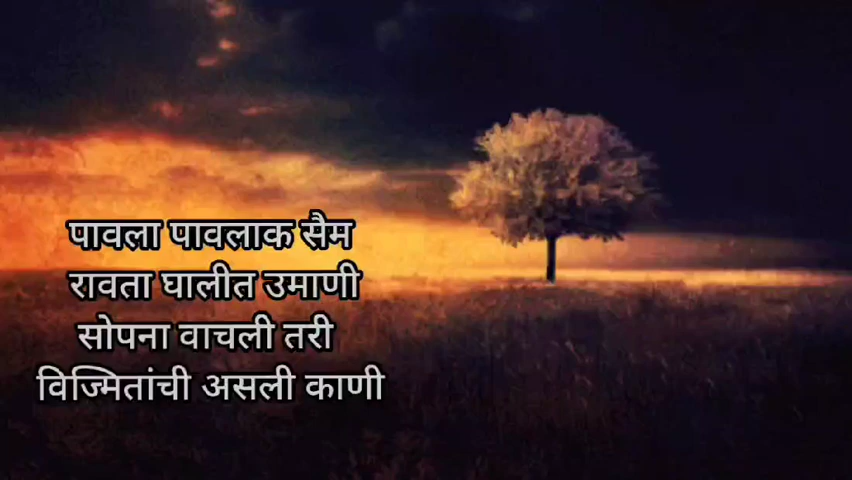 पावला पावलाक सैम
रावता घालीत उमाणी
सोपना वाचली तरी
विज्मितांची असली काणी